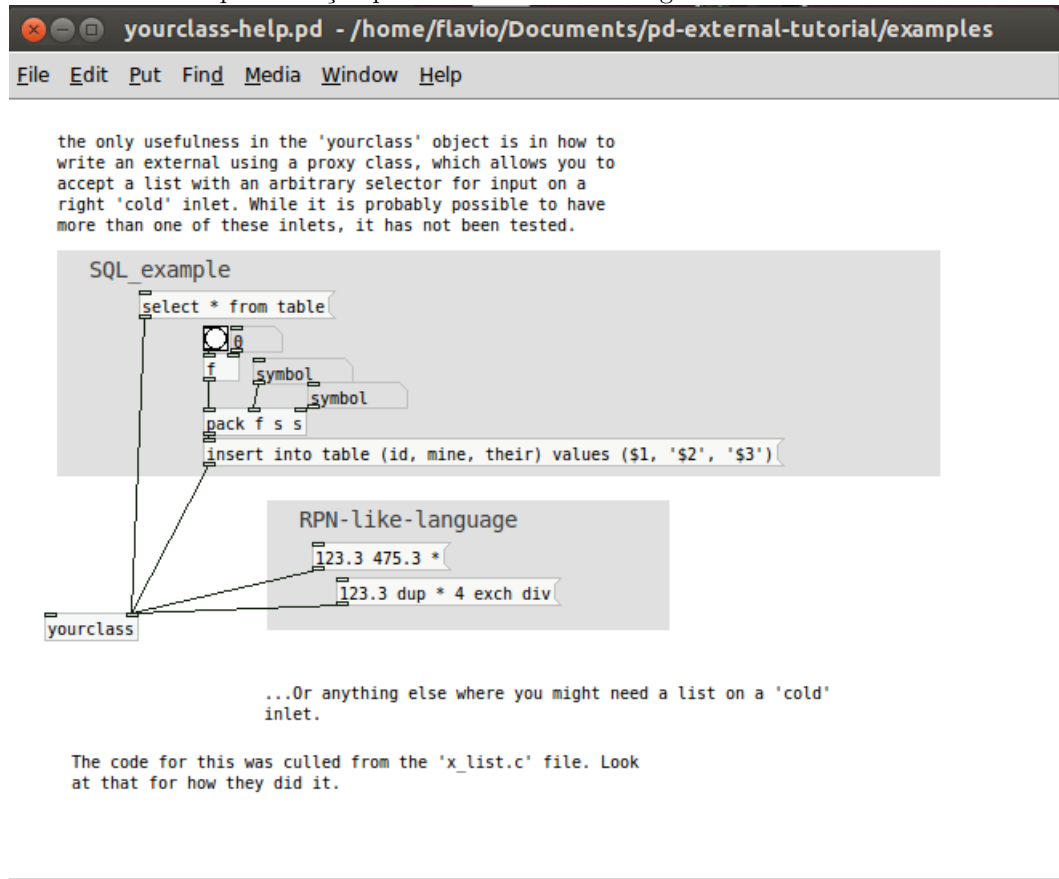 yourclass-help.pd - /home/flavio/Documents/pd-external-tutorial/examples
File Edit Put Find Media Window Help
the only usefulness in the 'yourclass' object is in how to
write an external using a proxy class, which allows you to
accept a list with an arbitrary selector for input on a
right 'cold' inlet. While it is probably possible to have
more than one of these inlets, it has not been tested.
SQL_example
select * from table
0
f
symbol
symbol
pack f s s
insert into table (id, mine, their) values ($1, '$2', '$3')
RPN-like-language
123.3 475.3 *
123.3 dup * 4 exch div
yourclass
...Or anything else where you might need a list on a 'cold'
inlet.
The code for this was culled from the 'x_list.c' file. Look
at that for how they did it.